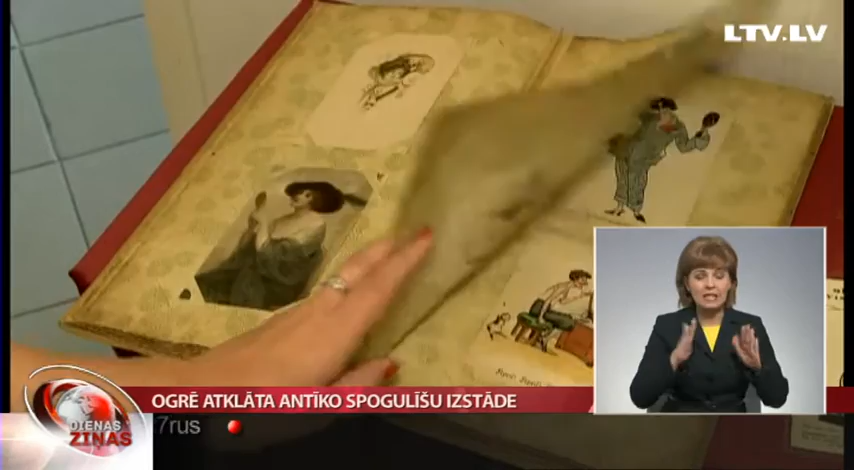 LTV.LV
OGRĒ ATKLĀTA ANTĪKO SPOGULĪŠU IZSTĀDE
DIENAS
ZIŅAS
7rus